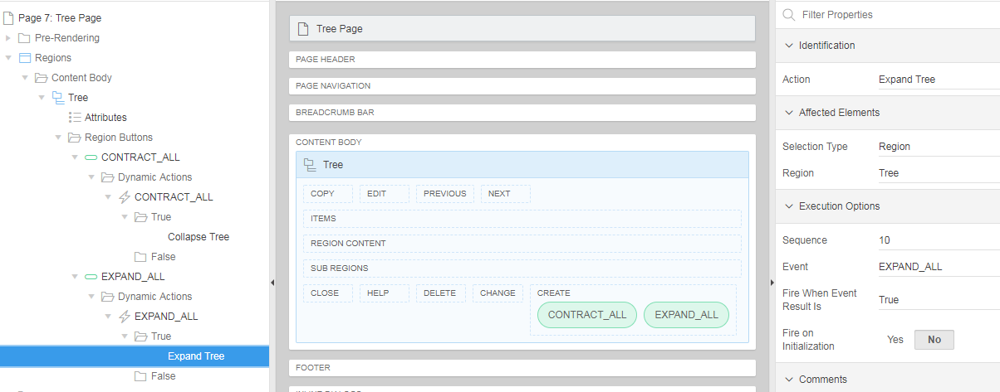 Page 7: Tree Page
Pre-Rendering
Regions
Content Body
Tree
Attributes
Region Buttons
CONTRACT_ALL
Dynamic Actions
CONTRACT_ALL
True
Collapse Tree
False
EXPAND_ALL
Dynamic Actions
EXPAND_ALL
True
Expand Tree
False
Tree Page
PAGE HEADER
PAGE NAVIGATION
BREADCRUMB BAR
CONTENT BODY
Tree
COPY EDIT PREVIOUS NEXT
ITEMS
REGION CONTENT
SUB REGIONS
CLOSE HELP DELETE CHANGE CREATE
CONTRACT_ALL EXPAND_ALL
FOOTER
Filter Properties
Identification
Action Expand Tree
Affected Elements
Selection Type Region
Region Tree
Execution Options
Sequence 10
Event EXPAND_ALL
Fire When Event
Result Is True
Fire on
Initialization Yes No
Comments